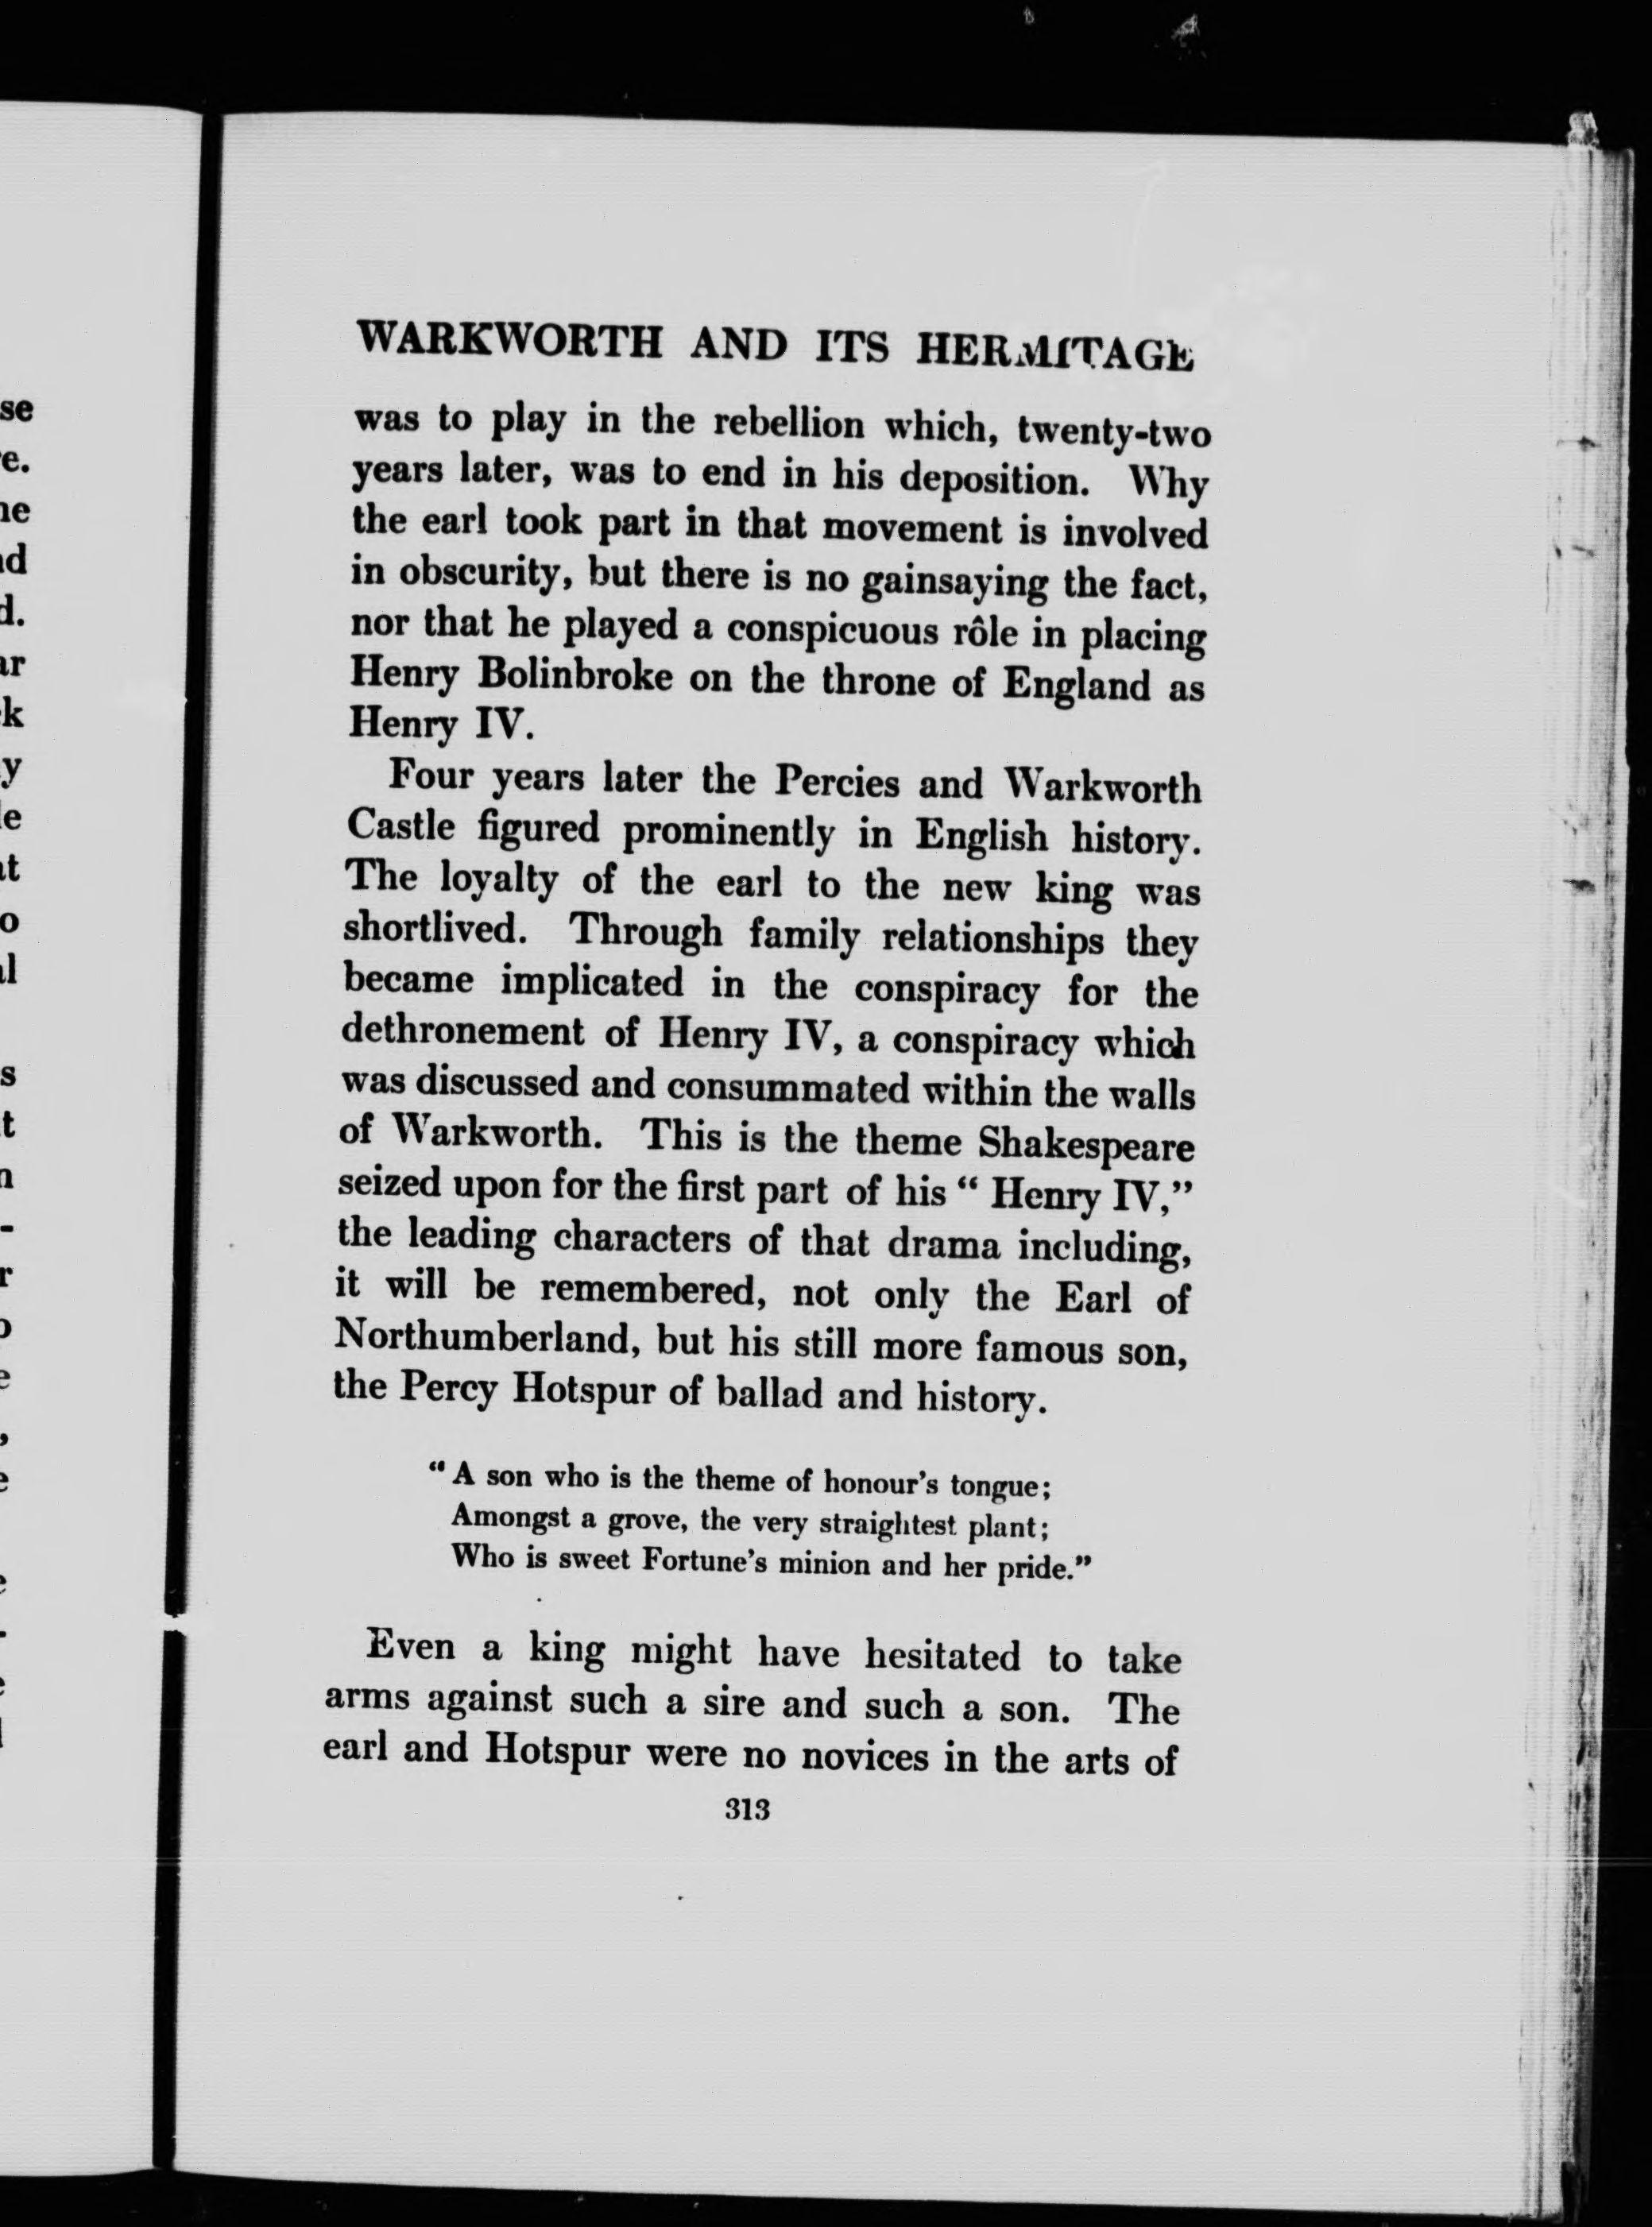 WARKWORTH AND ITS HERMITAGE
was to play in the rebellion which, twenty-two
years later, was to end in his deposition. Why
the earl took part in that movement is involved
in obscurity, but there is no gainsaying the fact,
nor that he played a conspicuous rôle in placing
Henry Bolinbroke on the throne of England as
Henry IV.
Four years later the Percies and Warkworth
Castle figured prominently in English history.
The loyalty of the earl to the new king was
shortlived. Through family relationships they
became implicated in the conspiracy for the
dethronement of Henry IV, a conspiracy which
was discussed and consummated within the walls
of Warkworth. This is the theme Shakespeare
seized upon for the first part of his “ Henry IV,”
the leading characters of that drama including,
it will be remembered, not only the Earl of
Northumberland, but his still more famous son,
the Percy Hotspur of ballad and history.
“ A son who is the theme of honour’s tongue;
Amongst a grove, the very straightest plant;
Who is sweet Fortune’s minion and her pride.”
Even a king might have hesitated to take
arms against such a sire and such a son. The
earl and Hotspur were no novices in the arts of
313